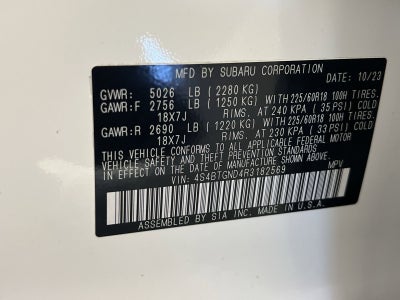 MFD BY SUBARU CORPORATION DATE: 10/23
GVWR: 5026 LB (2280 KG)
GAWR:F 2756 LB (1250 KG) WITH 225/60R18 100H TIRES.
18X7J RIMS. AT 240 KPA (35 PSI) COLD
GAWR:R 2690 LB (1220 KG) WITH 225/60R18 100H TIRES.
18X7J RIMS. AT 230 KPA (33 PSI) COLD
THIS VEHICLE CONFORMS TO ALL APPLICABLE FEDERAL MOTOR
VEHICLE SAFETY AND THEFT PREVENTION STANDARDS
IN EFFECT ON THE DATE OF MANUFACTURE SHOWN ABOVE.
VIN: 4S4BTGND4R3182569 MPV
ASSEMBLED BY SIA INC. MADE IN U.S.A.